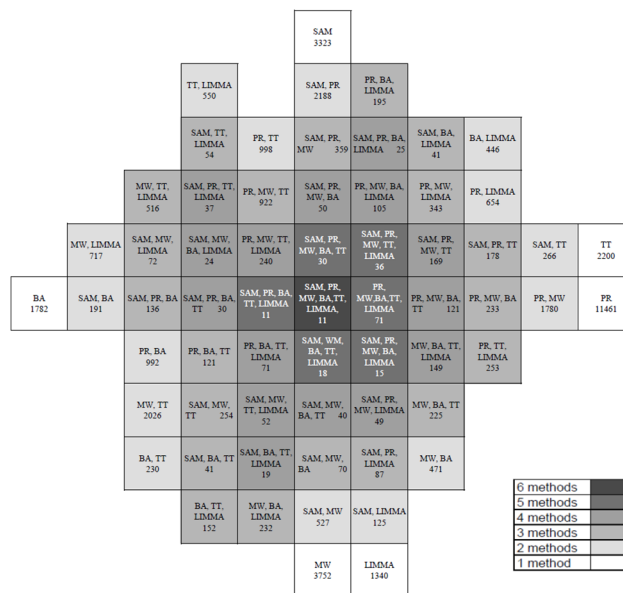 SAM
3323
TT, LIMMA
550
SAM, PR
2188
PR, BA,
LIMMA
195
SAM, TT,
LIMMA
54
PR, TT
998
SAM, PR,
MW 359
SAM, PR, BA,
LIMMA 25
SAM, BA,
LIMMA
41
BA, LIMMA
446
MW, TT,
LIMMA
516
SAM, PR, TT,
LIMMA
37
PR, MW, TT
922
SAM, PR,
MW, BA
50
PR, MW, BA,
LIMMA
105
PR, MW,
LIMMA
343
PR, LIMMA
654
MW, LIMMA
717
SAM, MW,
LIMMA
72
SAM, MW,
BA, LIMMA
24
PR, MW, TT,
LIMMA
240
SAM, PR,
MW, BA, TT
30
SAM, PR,
MW, TT,
LIMMA
36
SAM, PR,
MW, TT
169
SAM, PR, TT
178
SAM, TT
266
TT
2200
BA
1782
SAM, BA
191
SAM, PR, BA
136
SAM, PR, BA,
TT 30
SAM, PR, BA,
TT, LIMMA
11
SAM, PR,
MW, BA,TT,
LIMMA,
11
PR,
MW,BA,TT,
LIMMA
71
PR, MW, BA,
TT 121
PR, MW, BA
233
PR, MW
1780
PR
11461
PR, BA
992
PR, BA, TT
121
PR, BA, TT,
LIMMA
71
SAM, WM,
BA, TT,
LIMMA
18
SAM, PR,
MW, BA,
LIMMA
15
MW, BA, TT,
LIMMA
149
PR, TT,
LIMMA
253
MW, TT
2026
SAM, MW,
TT 254
SAM, MW,
TT, LIMMA
52
SAM, MW,
BA, TT 40
SAM, PR,
MW, LIMMA
49
MW, BA, TT
225
BA, TT
230
SAM, BA, TT
41
SAM, BA, TT,
LIMMA
19
SAM, MW,
BA 70
SAM, PR,
LIMMA
87
MW, BA
471
BA, TT,
LIMMA
152
MW, BA,
LIMMA
232
SAM, MW
527
SAM, LIMMA
125
MW
3752
LIMMA
1340
6 methods
5 methods
4 methods
3 methods
2 methods
1 method